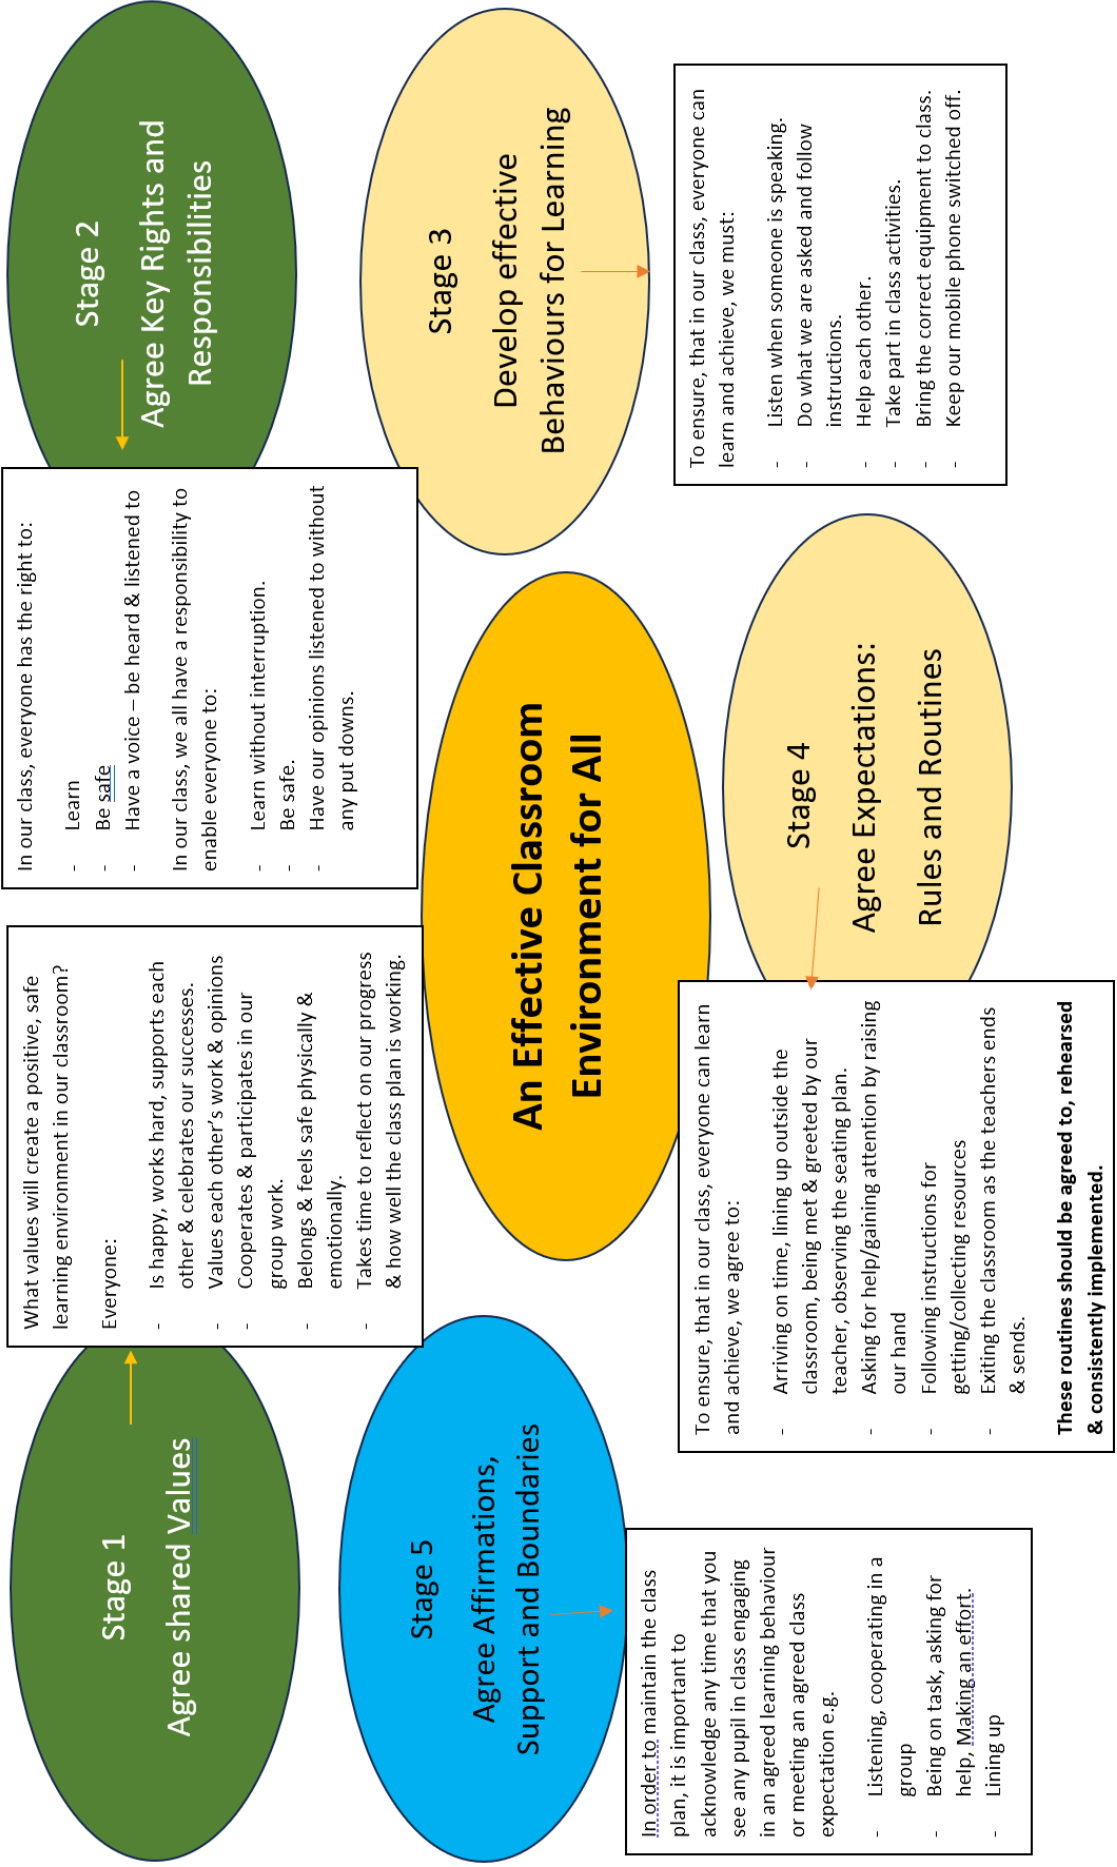 Stage 1
Agree shared Values
What values will create a positive, safe
learning environment in our classroom?
Everyone:
- Is happy, works hard, supports each
other & celebrates our successes.
- Values each other’s work & opinions
- Cooperates & participates in our
group work.
- Belongs & feels safe physically &
emotionally.
- Takes time to reflect on our progress
& how well the class plan is working.
Stage 2
Agree Key Rights and
Responsibilities
In our class, everyone has the right to:
- Learn
- Be safe
- Have a voice – be heard & listened to
In our class, we all have a responsibility to
enable everyone to:
- Learn without interruption.
- Be safe.
- Have our opinions listened to without
any put downs.
An Effective Classroom
Environment for All
Stage 3
Develop effective
Behaviours for Learning
To ensure, that in our class, everyone can
learn and achieve, we must:
- Listen when someone is speaking.
- Do what we are asked and follow
instructions.
- Help each other.
- Take part in class activities.
- Bring the correct equipment to class.
- Keep our mobile phone switched off.
Stage 4
Agree Expectations:
Rules and Routines
To ensure, that in our class, everyone can learn
and achieve, we agree to:
- Arriving on time, lining up outside the
classroom, being met & greeted by our
teacher, observing the seating plan.
- Asking for help/gaining attention by raising
our hand
- Following instructions for
getting/collecting resources
- Exiting the classroom as the teachers ends
& sends.
These routines should be agreed to, rehearsed
& consistently implemented.
Stage 5
Agree Affirmations,
Support and Boundaries
In order to maintain the class
plan, it is important to
acknowledge any time that you
see any pupil in class engaging
in an agreed learning behaviour
or meeting an agreed class
expectation e.g.
- Listening, cooperating in a
group
- Being on task, asking for
help, Making an effort.
- Lining up